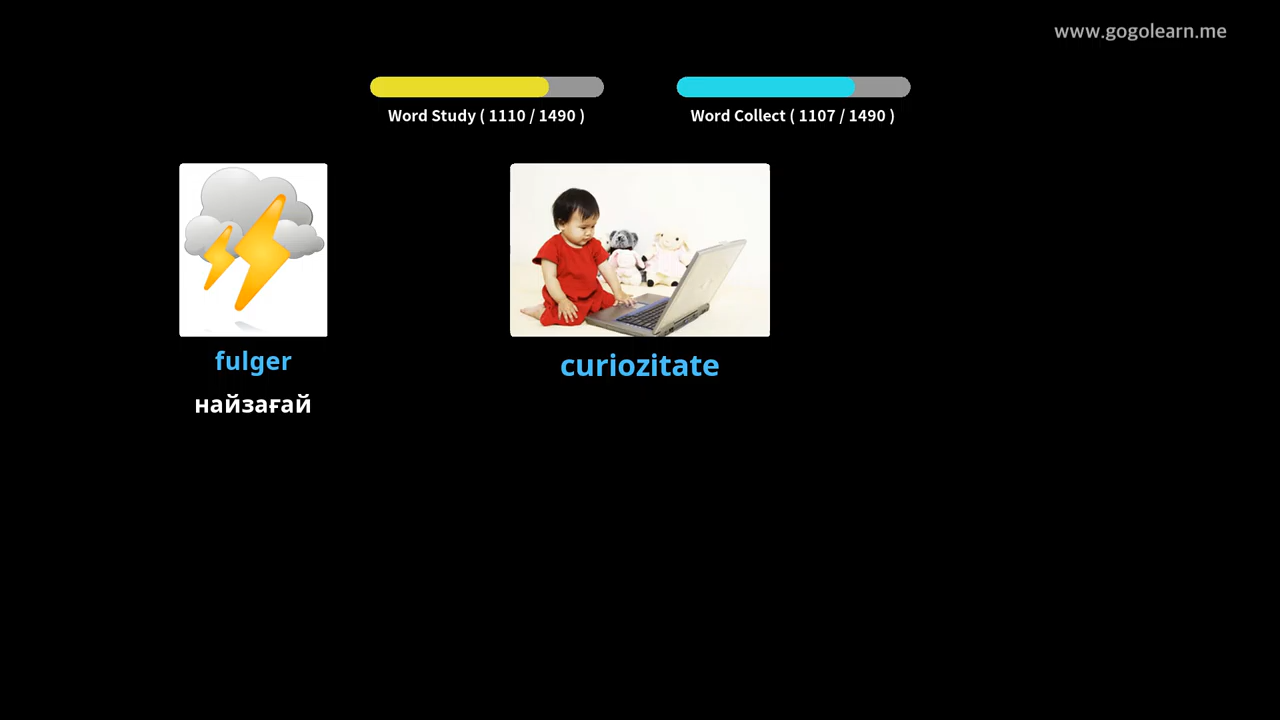 www.gogolearn.me
Word Study ( 1110 / 1490 )
Word Collect ( 1107 / 1490 )
fulger
найзағай
curiozitate